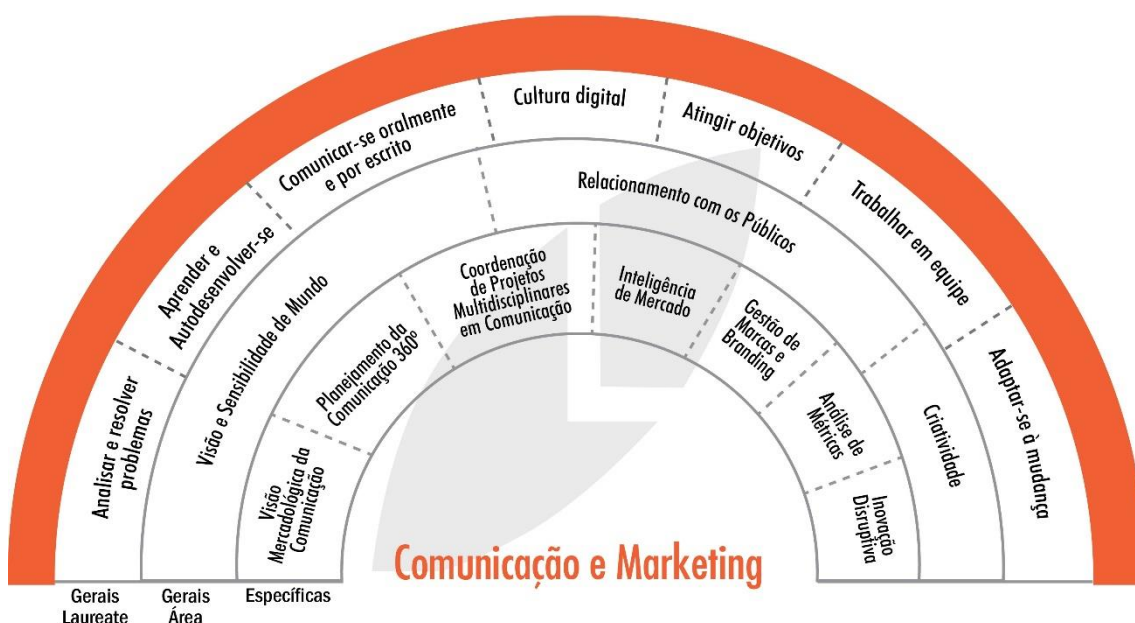 Analisar e resolver
problemas
Aprender e
Autodesenvolver-se
Comunicar-se oralmente
e por escrito
Cultura digital
Atingir objetivos
Trabalhar em equipe
Adaptar-se à mudança
Visão e Sensibilidade de Mundo
Relacionamento com os Públicos
Criatividade
Visão
Mercadológica da
Comunicação
Planejamento da
Comunicação 360º
Coordenação
de Projetos
Multidisciplinares
em Comunicação
Inteligência
de Mercado
Gestão de
Marcas e
Branding
Análise de
Métricas
Inovação
Disruptiva
Comunicação e Marketing
Gerais
Laureate
Gerais
Área
Específicas